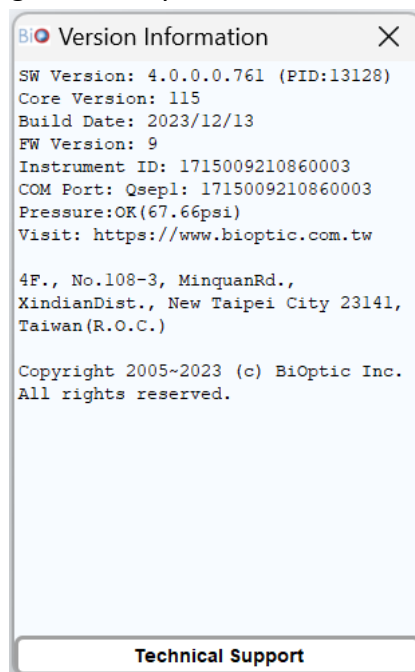 BiO Version Information
SW Version: 4.0.0.0.761 (PID:13128)
Core Version: 115
Build Date: 2023/12/13
FW Version: 9
Instrument ID: 1715009210860003
COM Port: Qsep1: 1715009210860003
Pressure:OK(67.66psi)
Visit: https://www.bioptic.com.tw
4F., No.108-3, MinquanRd.,
XindianDist., New Taipei City 23141,
Taiwan(R.O.C.)
Copyright 2005~2023 (c) BiOptic Inc.
All rights reserved.
Technical Support